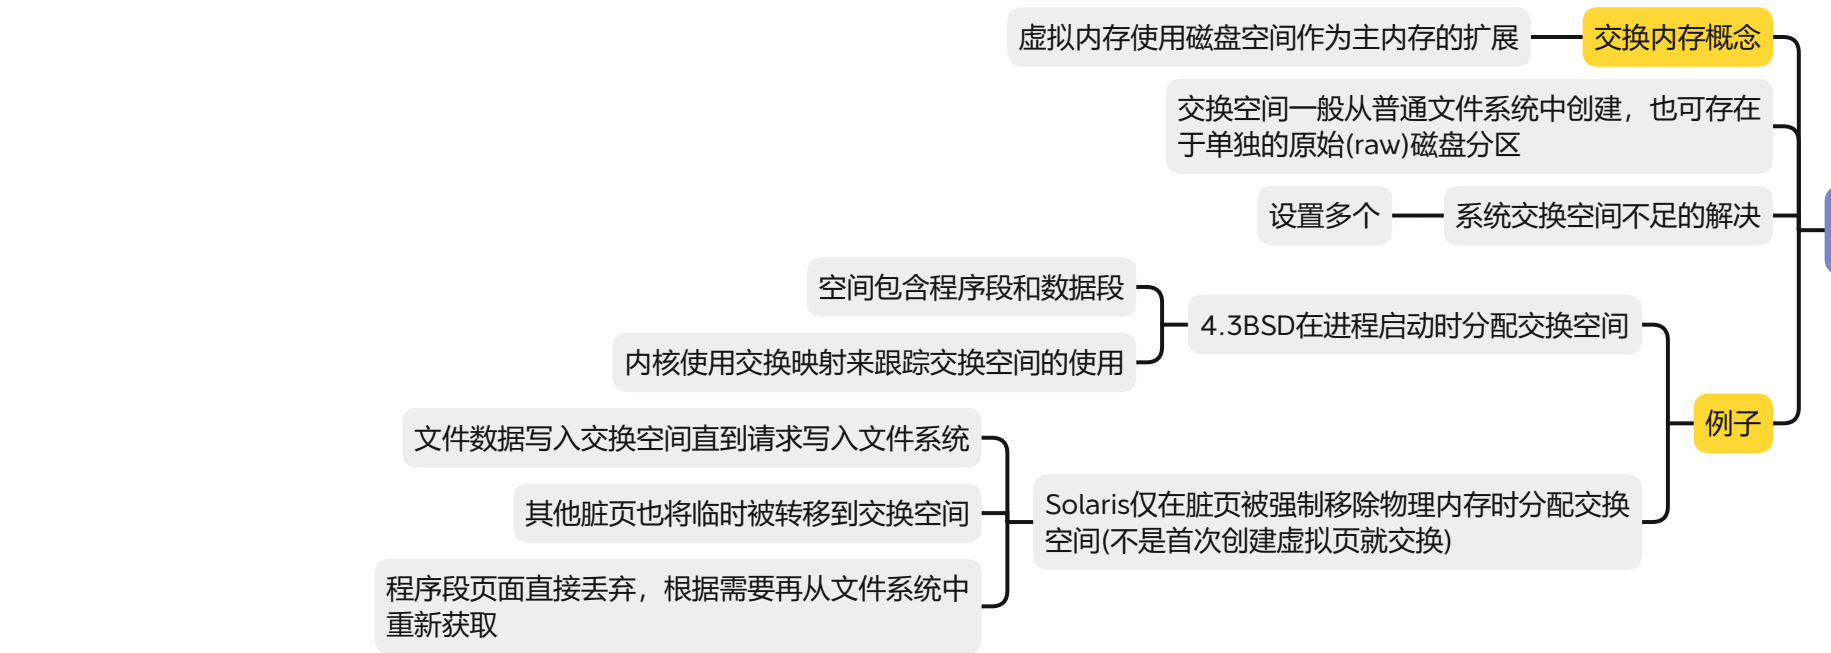 虚拟内存使用磁盘空间作为主内存的扩展
交换内存概念
交换空间一般从普通文件系统中创建，也可存在
于单独的原始(raw)磁盘分区
设置多个
系统交换空间不足的解决
空间包含程序段和数据段
4.3BSD在进程启动时分配交换空间
内核使用交换映射来跟踪交换空间的使用
例子
文件数据写入交换空间直到请求写入文件系统
其他脏页也将临时被转移到交换空间
Solaris仅在脏页被强制移除物理内存时分配交换
空间(不是首次创建虚拟页就交换)
程序段页面直接丢弃，根据需要再从文件系统中
重新获取